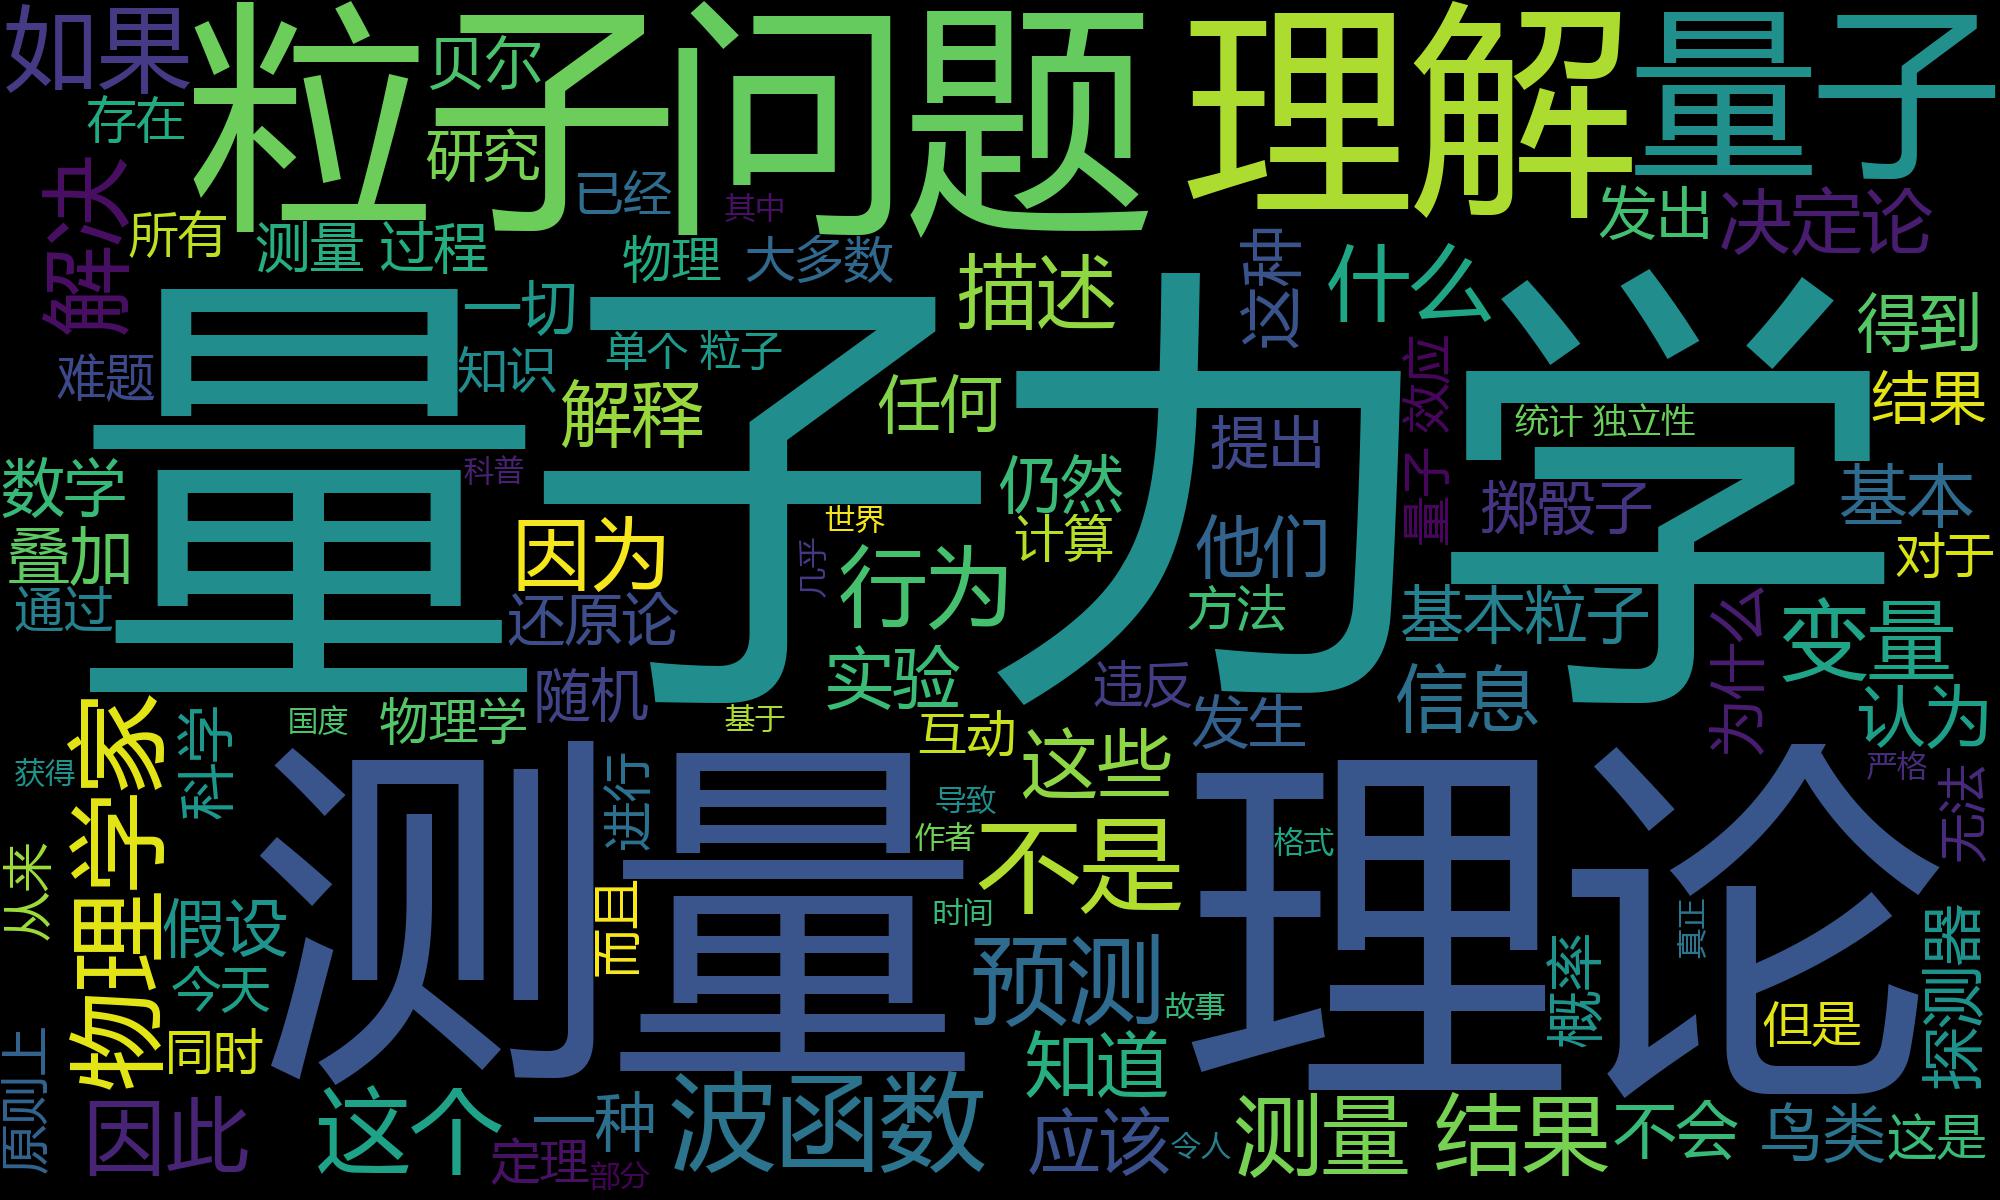 如果
粒子
问题
理解
量子
贝尔
存在
研究
已经
其中
解决
所有
测量 过程
物理
大多数
发出
决定论
这种
什么
描述
一切
得到
难题
知识
单个 粒子
解释
任何
量子 效应
结果
统计 独立性
提出
量子力学
数学
科普
仍然
掷骰子
基本
叠加
因为
世界
计算
他们
对于
几乎
行为
通过
还原论
方法
基本粒子
为什么
变量
随机
实验
违反
信息
认为
国度
物理学
基于
互动
发生
物理学家
科学
这些
严格
获得
进行
导致
无法
测量
理论
作者
不是
格式
从来
而且
时间
真正
假设
预测
概率
探测器
今天
故事
但是
同时
知道
原则上
因此
这个
一种
波函数
应该
测量 结果
不会
鸟类
这是
定理
部分
令人